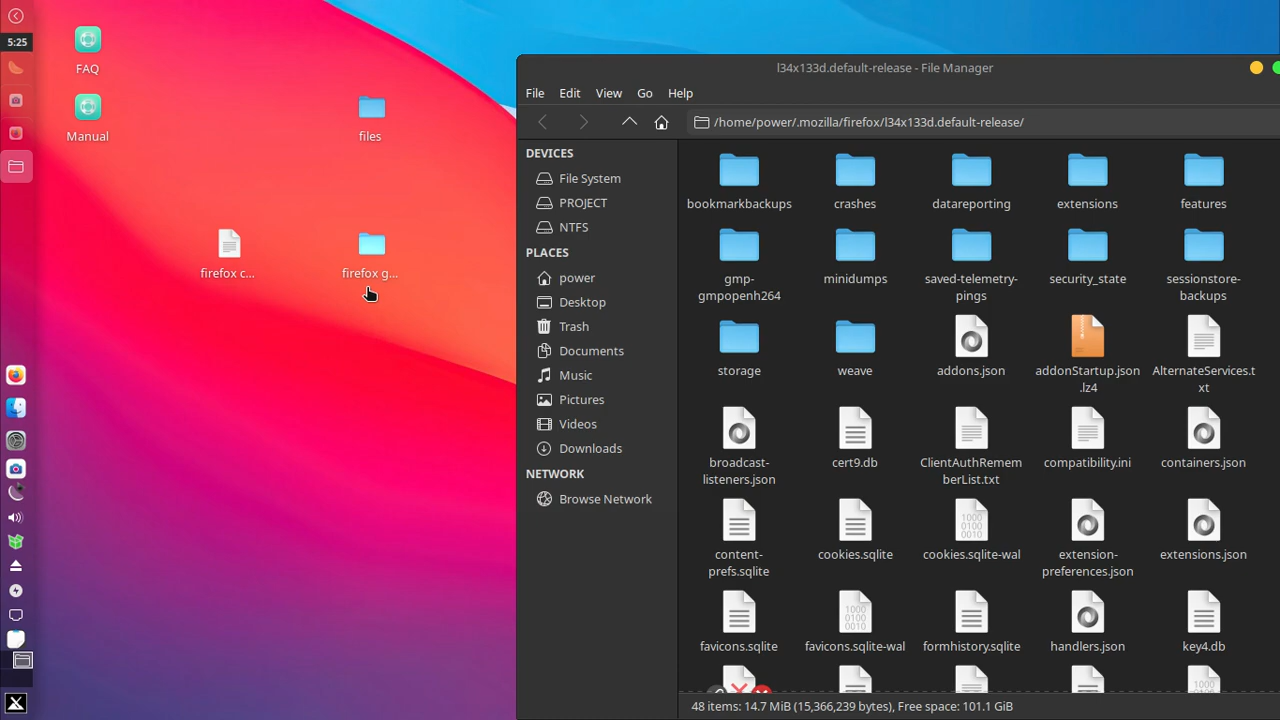 5:25
FAQ
Manual
files
firefox c...
firefox g...
l34x133d.default-release - File Manager
File Edit View Go Help
/home/power/.mozilla/firefox/l34x133d.default-release/
DEVICES
File System
PROJECT
NTFS
PLACES
power
Desktop
Trash
Documents
Music
Pictures
Videos
Downloads
NETWORK
Browse Network
bookmarkbackups
crashes
datareporting
extensions
features
gmp-
gmpopenh264
minidumps
saved-telemetry-
pings
security_state
sessionstore-
backups
storage
weave
addons.json
addonStartup.json
.lz4
AlternateServices.t
xt
broadcast-
listeners.json
cert9.db
ClientAuthRemem
berList.txt
compatibility.ini
containers.json
content-
prefs.sqlite
cookies.sqlite
1000
0100
0010
cookies.sqlite-wal
extension-
preferences.json
extensions.json
favicons.sqlite
1000
0100
0010
favicons.sqlite-wal
formhistory.sqlite
handlers.json
key4.db
48 items: 14.7 MiB (15,366,239 bytes), Free space: 101.1 GiB